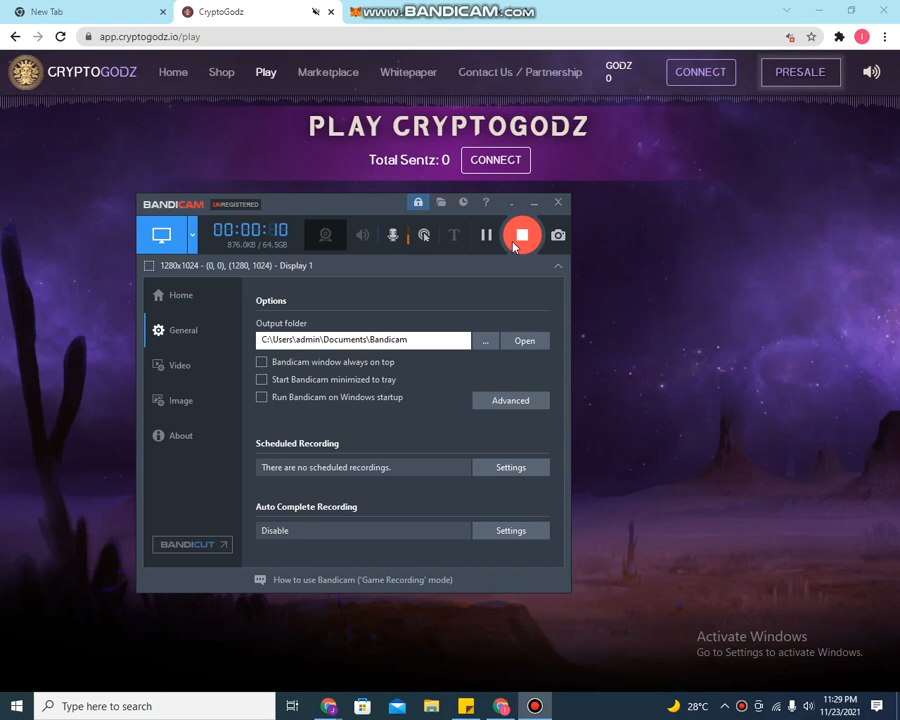 New Tab
CryptoGodz
WWW.BANDICAM.COM
app.cryptogodz.io/play
CRYPTOGODZ
Home
Shop
Play
Marketplace
Whitepaper
Contact Us / Partnership
GODZ
0
CONNECT
PRESALE
PLAY CRYPTOGODZ
Total Sentz: 0
CONNECT
BANDICAM UNREGISTERED
00:00:10
876.0KB / 64.5GB
1280x1024 - (0, 0), (1280, 1024) - Display 1
Home
General
Video
Image
About
BANDICUT
Options
Output folder
C:\Users\admin\Documents\Bandicam
...
Open
Bandicam window always on top
Start Bandicam minimized to tray
Run Bandicam on Windows startup
Advanced
Scheduled Recording
There are no scheduled recordings.
Settings
Auto Complete Recording
Disable
Settings
How to use Bandicam ('Game Recording' mode)
Activate Windows
Go to Settings to activate Windows.
Type here to search
28°C
11:29 PM
11/23/2021